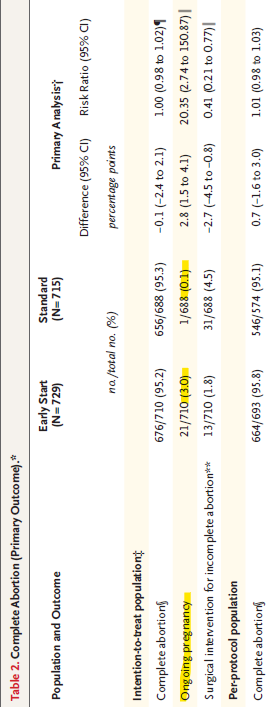 Table 2. Complete Abortion (Primary Outcome).*
Population and Outcome Early Start (N=729) Standard (N=715) Primary Analysis†
Difference (95% CI) Risk Ratio (95% CI)
no./total no. (%) percentage points
Intention-to-treat population‡
Complete abortion§ 676/710 (95.2) 656/688 (95.3) −0.1 (−2.4 to 2.1) 1.00 (0.98 to 1.02)¶
Ongoing pregnancy 21/710 (3.0) 1/688 (0.1) 2.8 (1.5 to 4.1) 20.35 (2.74 to 150.87)‖
Surgical intervention for incomplete abortion** 13/710 (1.8) 31/688 (4.5) −2.7 (−4.5 to −0.8) 0.41 (0.21 to 0.77)‖
Per-protocol population
Complete abortion§ 664/693 (95.8) 546/574 (95.1) 0.7 (−1.6 to 3.0) 1.01 (0.98 to 1.03)